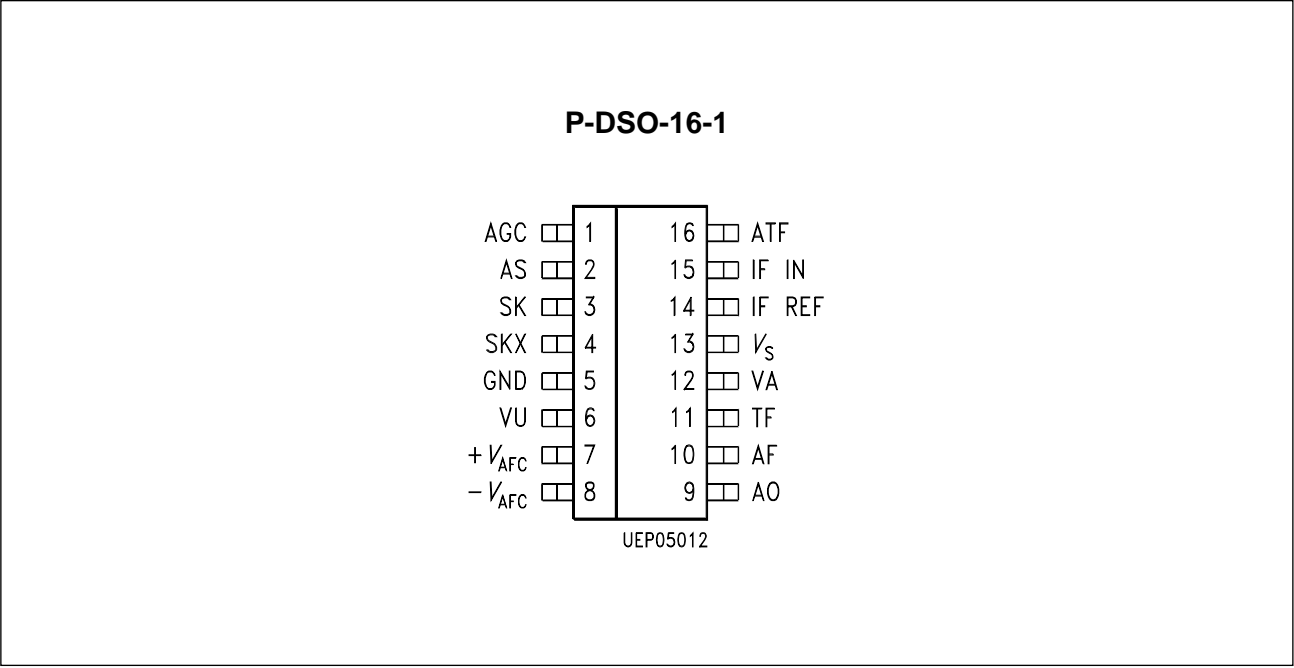 P-DSO-16-1
AGC 1 16 ATF
AS 2 15 IF IN
SK 3 14 IF REF
SKX 4 13 VS
GND 5 12 VA
VU 6 11 TF
+VAFC 7 10 AF
−VAFC 8 9 AO
UEP05012